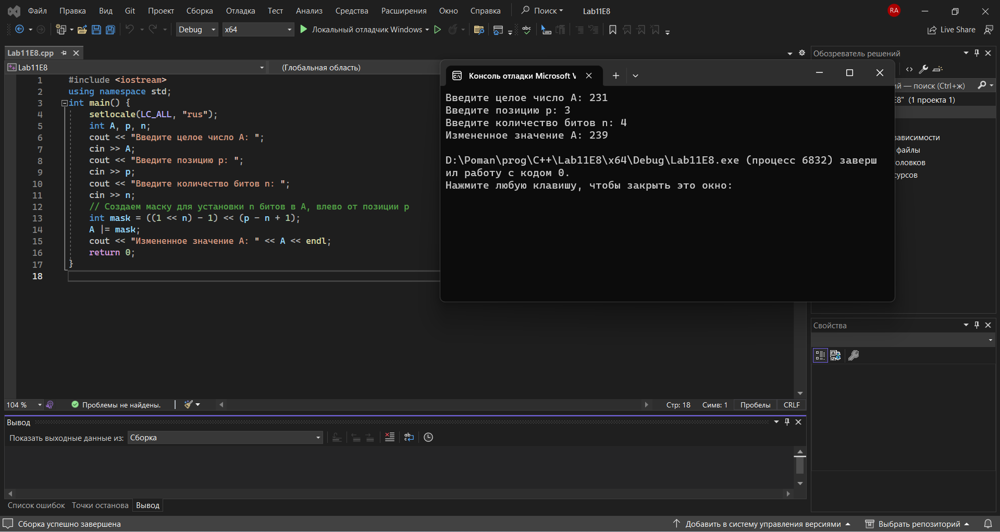 Файл Правка Вид Git Проект Сборка Отладка Тест Анализ Средства Расширения Окно Справка Поиск Lab11E8 RA
Debug x64 Локальный отладчик Windows Live Share
Lab11E8.cpp
Lab11E8 (Глобальная область)
1 #include <iostream>
2 using namespace std;
3 int main() {
4 setlocale(LC_ALL, "rus");
5 int A, p, n;
6 cout << "Введите целое число A: ";
7 cin >> A;
8 cout << "Введите позицию p: ";
9 cin >> p;
10 cout << "Введите количество битов n: ";
11 cin >> n;
12 // Создаем маску для установки n битов в A, влево от позиции p
13 int mask = ((1 << n) - 1) << (p - n + 1);
14 A |= mask;
15 cout << "Измененное значение A: " << A << endl;
16 return 0;
17 }
18
Консоль отладки Microsoft V
Введите целое число A: 231
Введите позицию p: 3
Введите количество битов n: 4
Измененное значение A: 239
D:\Poman\prog\C++\Lab11E8\x64\Debug\Lab11E8.exe (процесс 6832) заверш
ил работу с кодом 0.
Нажмите любую клавишу, чтобы закрыть это окно:
Обозреватель решений
ий — поиск (Ctrl+ж)
E8" (1 проекта 1)
зависимости
файлы
оловков
сурсов
Свойства
104 % Проблемы не найдены. Стр: 18 Симв: 1 Пробелы CRLF
Вывод
Показать выходные данные из: Сборка
Список ошибок Точки останова Вывод
Сборка успешно завершена Добавить в систему управления версиями Выбрать репозиторий